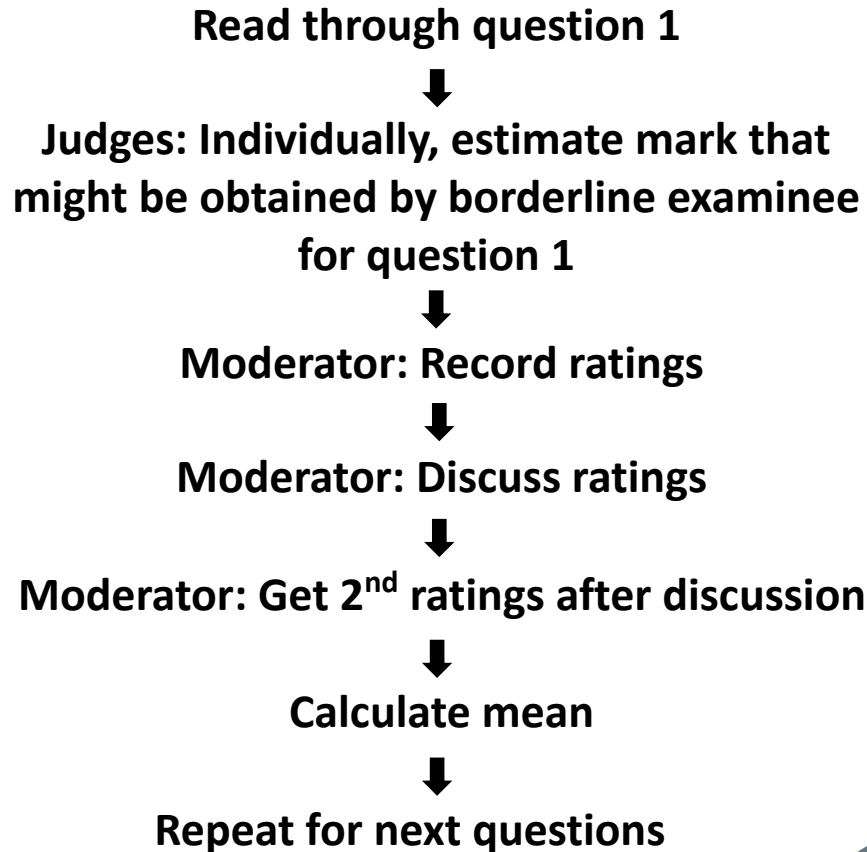 Read through question 1
Judges: Individually, estimate mark that
might be obtained by borderline examinee
for question 1
Moderator: Record ratings
Moderator: Discuss ratings
Moderator: Get 2nd ratings after discussion
Calculate mean
Repeat for next questions